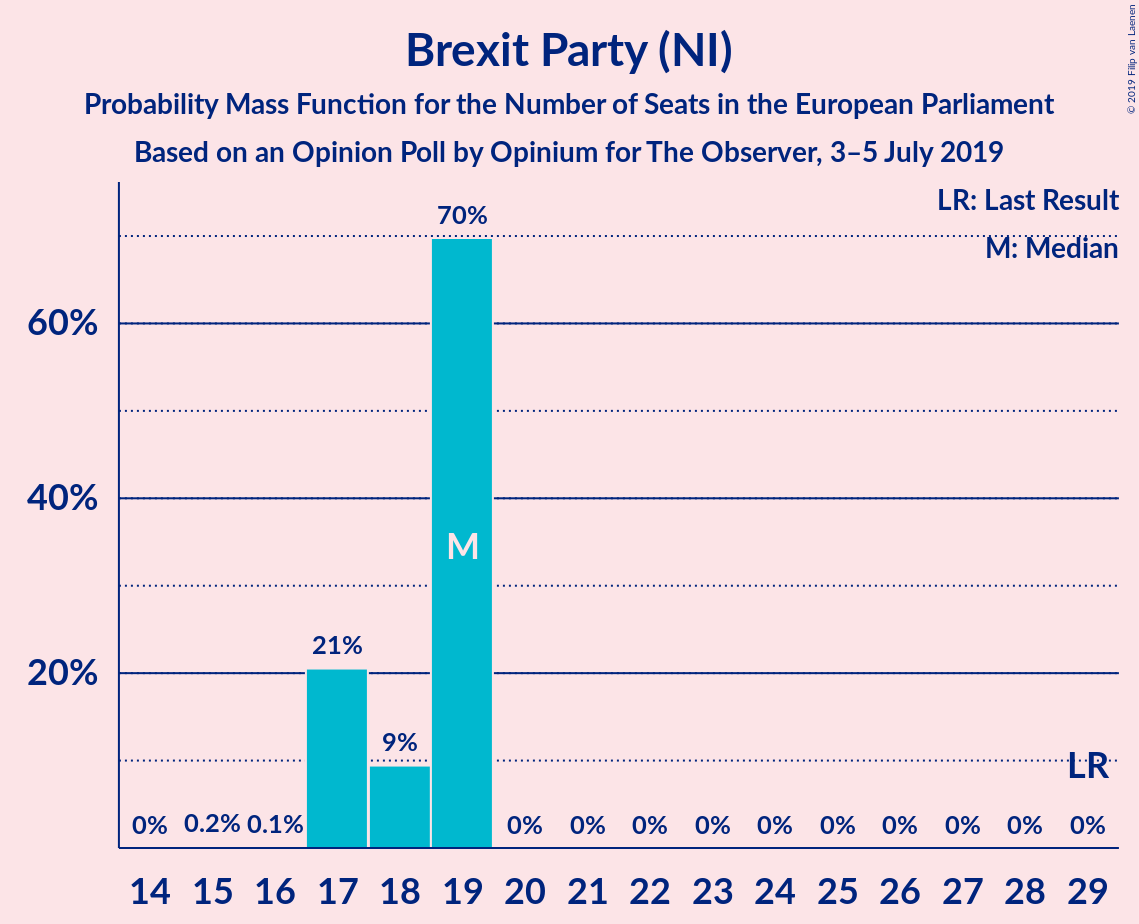 Brexit Party (NI)
Probability Mass Function for the Number of Seats in the European Parliament
Based on an Opinion Poll by Opinium for The Observer, 3–5 July 2019
© 2019 Filip van Laenen
LR: Last Result
M: Median
70%
60%
40%
M
21%
20%
9%
LR
0% 0.2% 0.1% 0% 0% 0% 0% 0% 0% 0% 0% 0% 0%
14 15 16 17 18 19 20 21 22 23 24 25 26 27 28 29